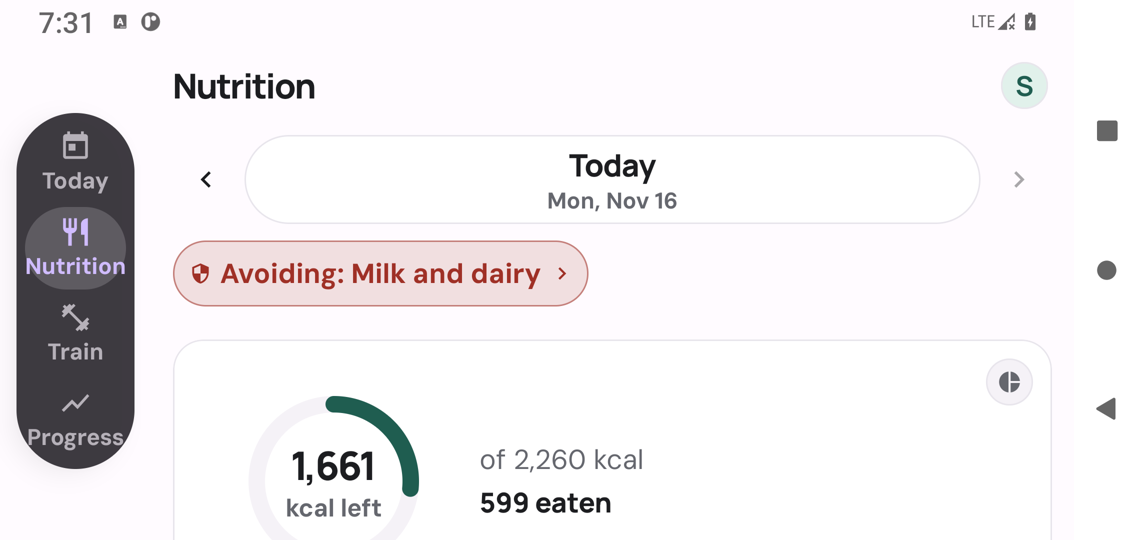 7:31
LTE
Nutrition
S
Today
Mon, Nov 16
Avoiding: Milk and dairy
Today
Nutrition
Train
Progress
1,661
kcal left
of 2,260 kcal
599 eaten